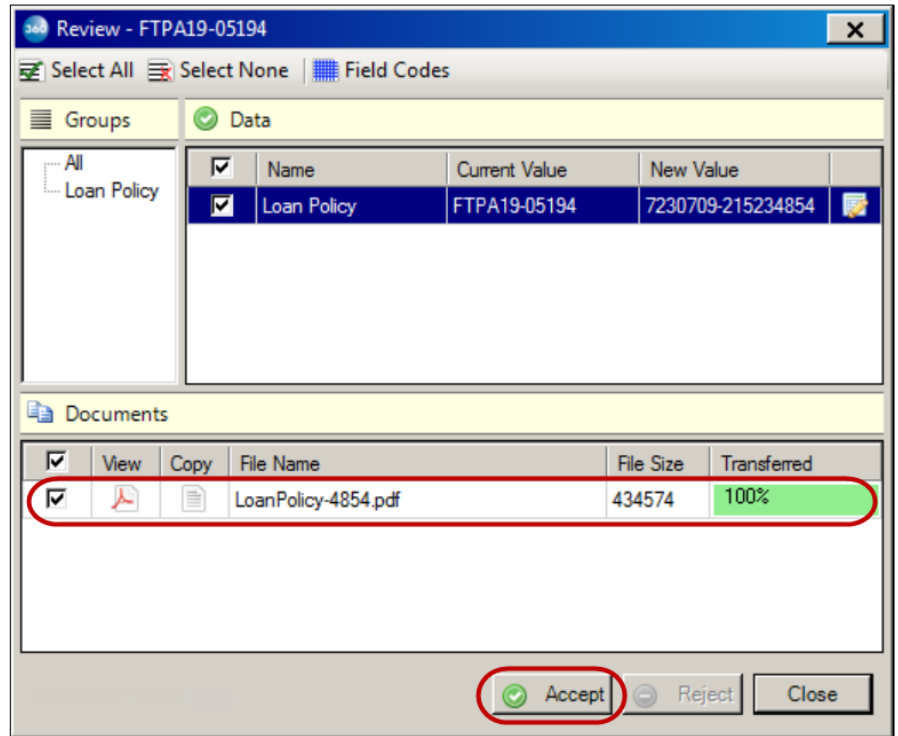 360 Review - FTPA19-05194
Select All Select None Field Codes
Groups
Data
All
Loan Policy
Name Current Value New Value
Loan Policy FTPA19-05194 7230709-215234854
Documents
View Copy File Name File Size Transferred
LoanPolicy-4854.pdf 434574 100%
Accept Reject Close